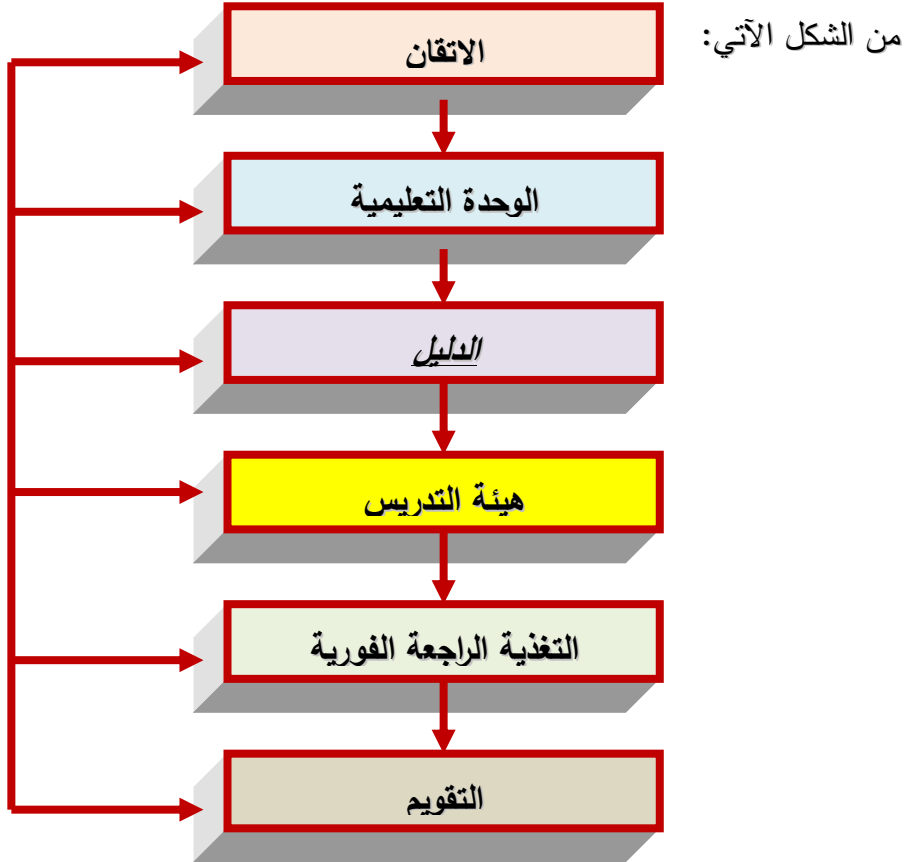 من الشكل الآتي:
الاتقان
الوحدة التعليمية
الدليل
هيئة التدريس
التغذية الراجعة الفورية
التقويم